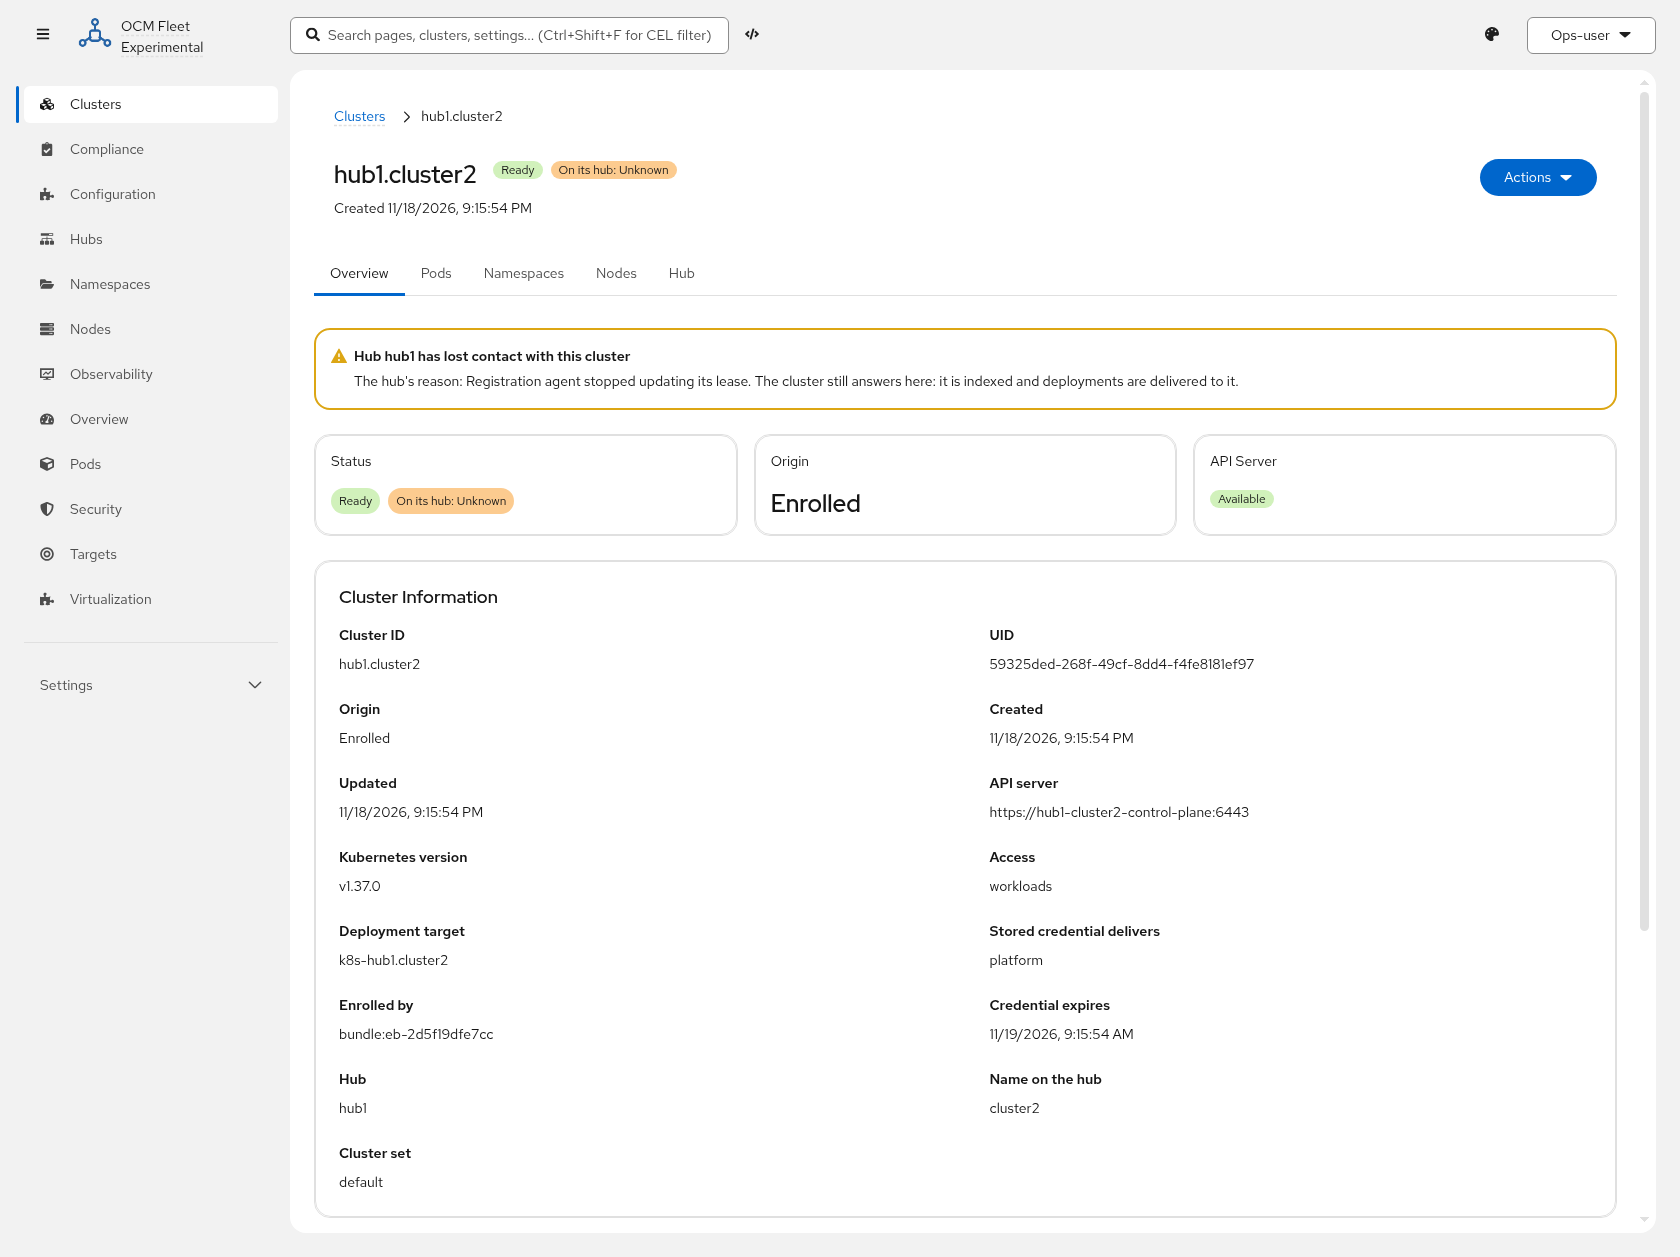 OCM Fleet
Experimental
Search pages, clusters, settings... (Ctrl+Shift+F for CEL filter)
Ops-user
Clusters
Compliance
Configuration
Hubs
Namespaces
Nodes
Observability
Overview
Pods
Security
Targets
Virtualization
Settings
Clusters > hub1.cluster2
hub1.cluster2 Ready On its hub: Unknown
Actions
Created 11/18/2026, 9:15:54 PM
Overview Pods Namespaces Nodes Hub
Hub hub1 has lost contact with this cluster
The hub's reason: Registration agent stopped updating its lease. The cluster still answers here: it is indexed and deployments are delivered to it.
Status
Ready On its hub: Unknown
Origin
Enrolled
API Server
Available
Cluster Information
Cluster ID
hub1.cluster2
UID
59325ded-268f-49cf-8dd4-f4fe8181ef97
Origin
Enrolled
Created
11/18/2026, 9:15:54 PM
Updated
11/18/2026, 9:15:54 PM
API server
https://hub1-cluster2-control-plane:6443
Kubernetes version
v1.37.0
Access
workloads
Deployment target
k8s-hub1.cluster2
Stored credential delivers
platform
Enrolled by
bundle:eb-2d5f19dfe7cc
Credential expires
11/19/2026, 9:15:54 AM
Hub
hub1
Name on the hub
cluster2
Cluster set
default